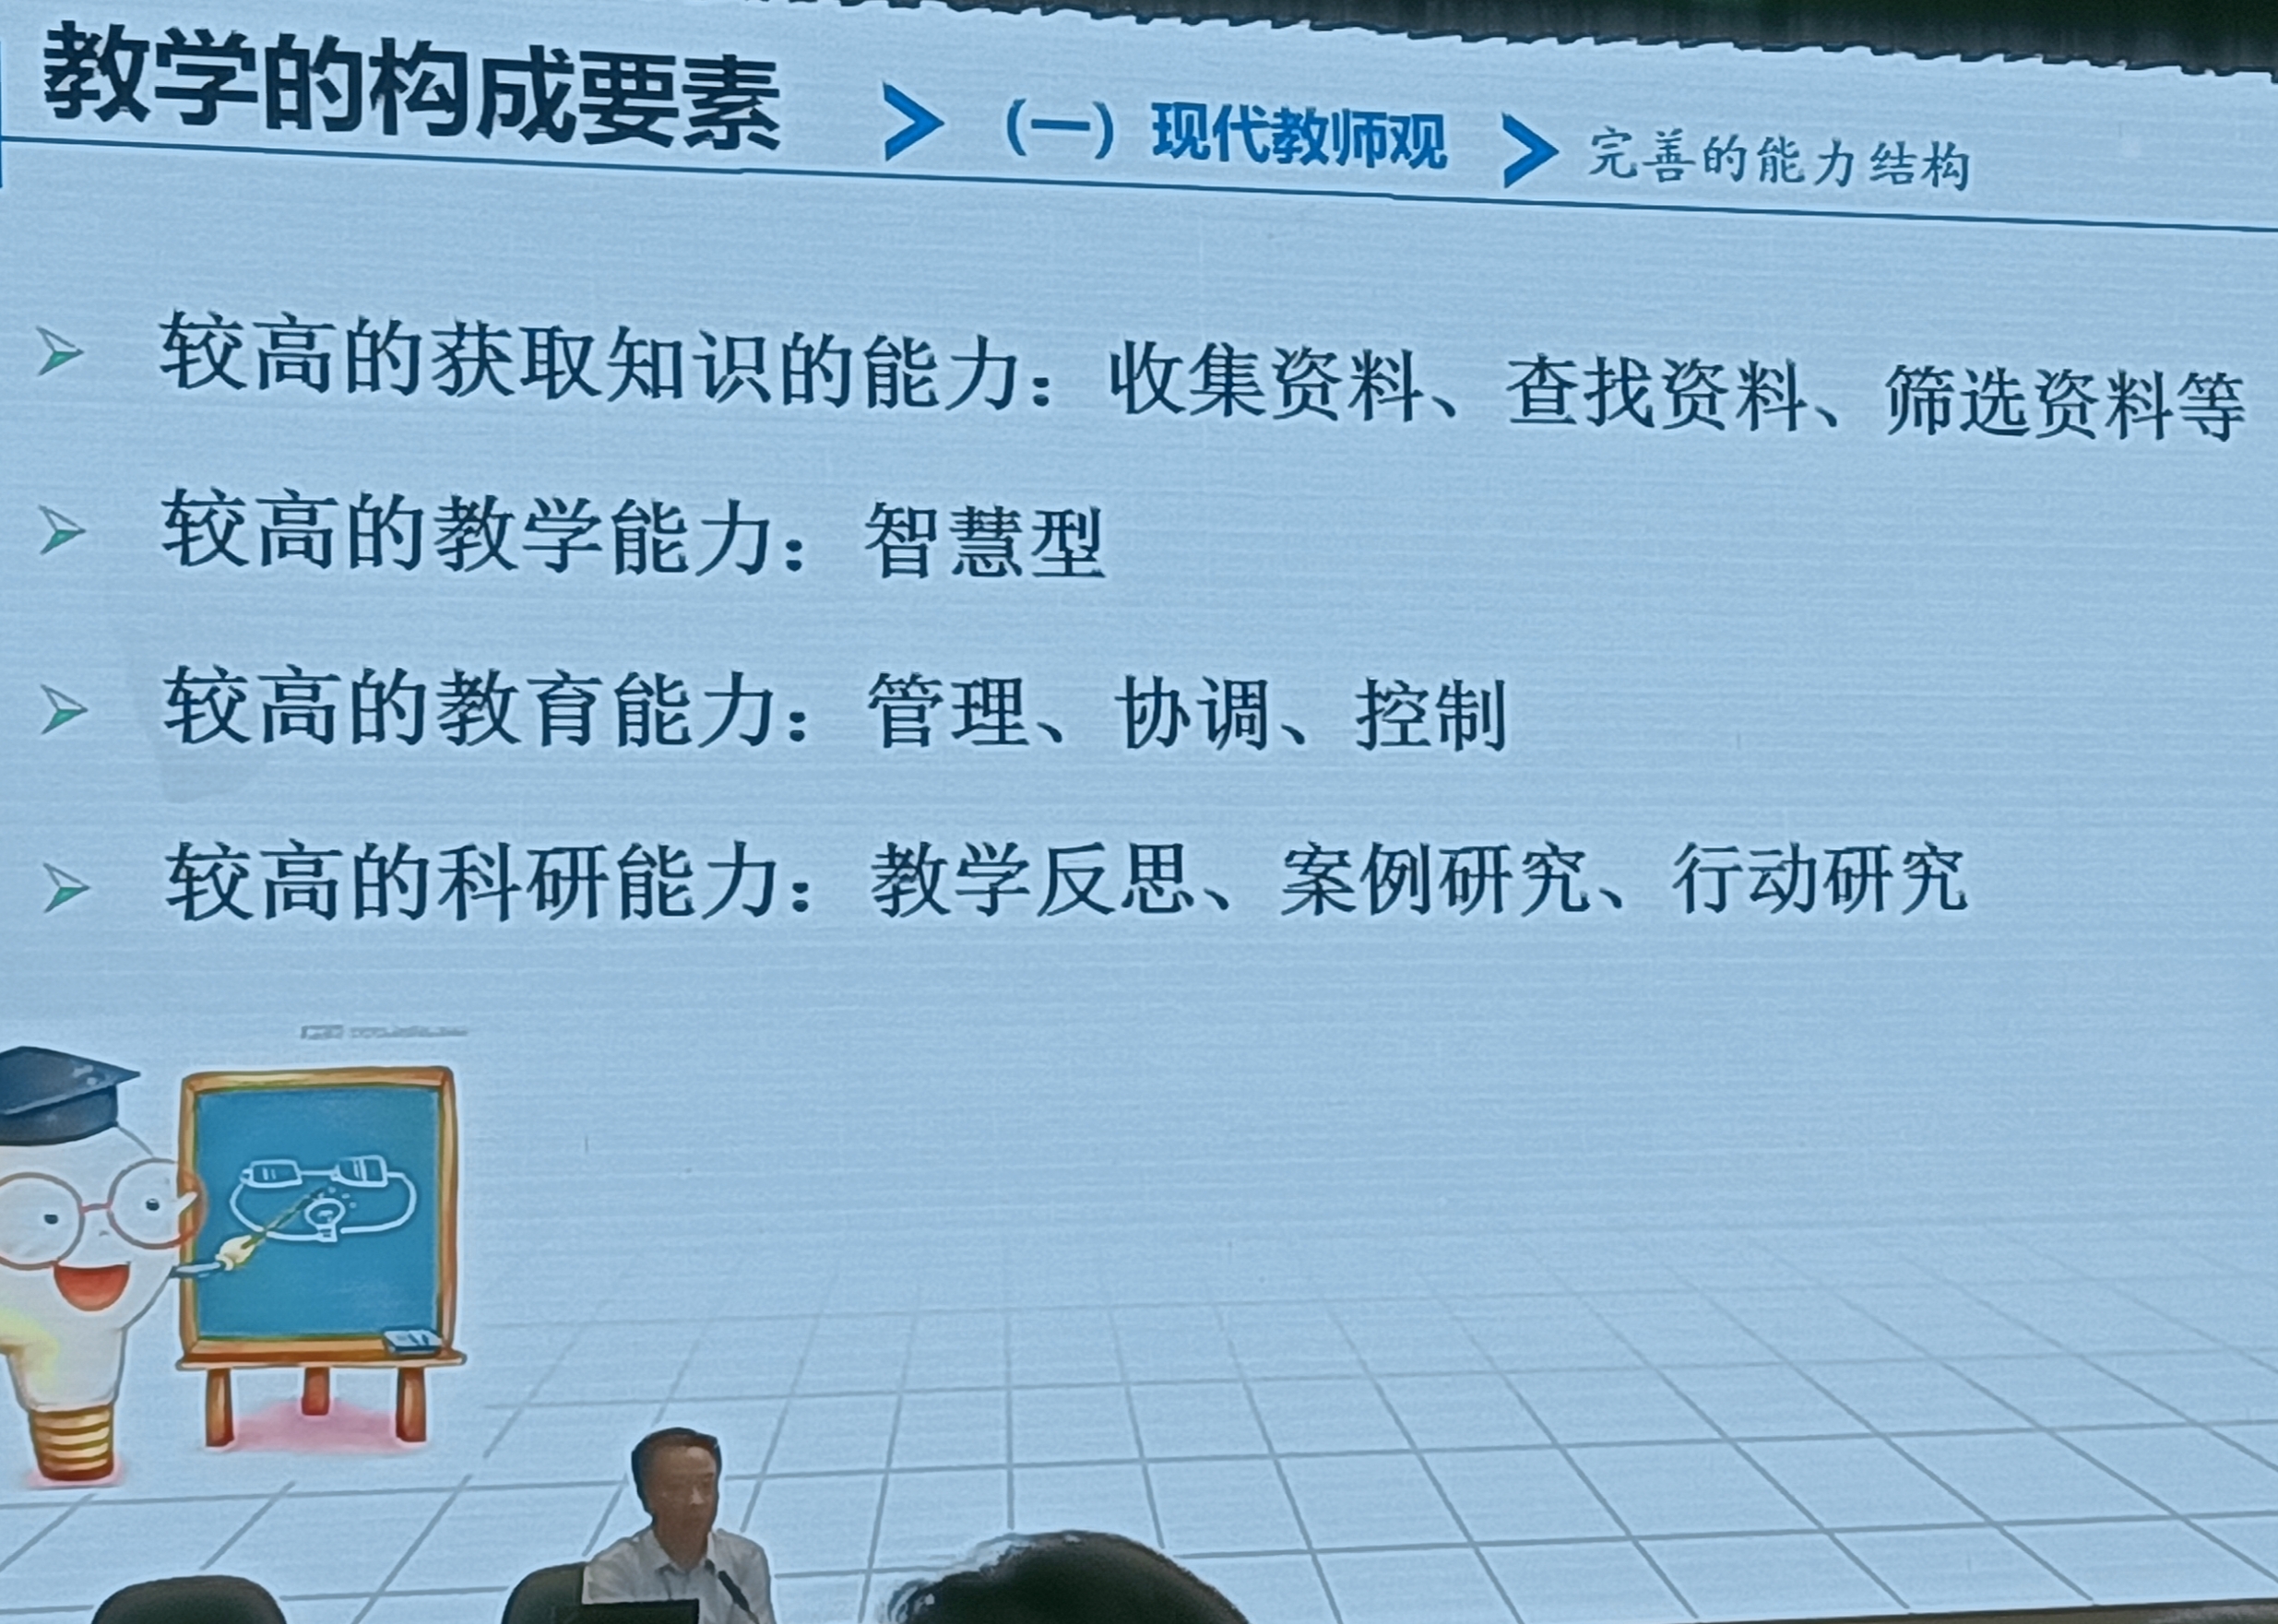 教学的构成要素 （一）现代教师观 完善的能力结构
较高的获取知识的能力：收集资料、查找资料、筛选资料等
较高的教学能力：智慧型
较高的教育能力：管理、协调、控制
较高的科研能力：教学反思、案例研究、行动研究